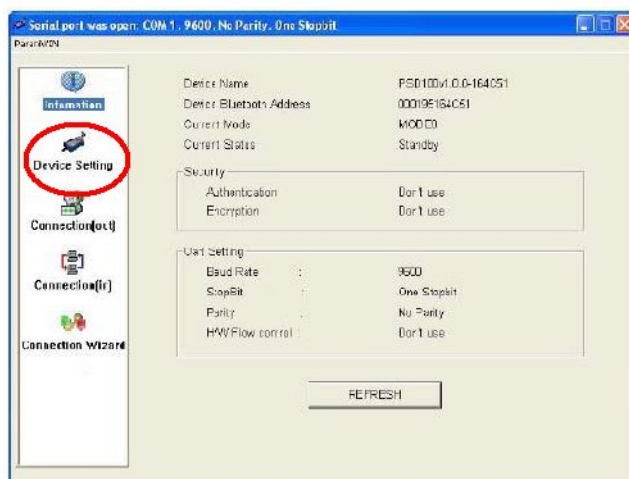 Serial port was open: COM 1, 9600, No Parity, One Stopbit
ParaniWIN
Information
Device Setting
Connection(out)
Connection(in)
Connection Wizard
Device Name PSD100v1.0.0-164C51
Device Bluetooth Address 000195164C51
Current Mode MODE0
Current Status Standby
Security
Authentication Don't use
Encryption Don't use
Uart Setting
Baud Rate : 9600
StopBit : One Stopbit
Parity : No Parity
H/W Flow control : Don't use
REFRESH